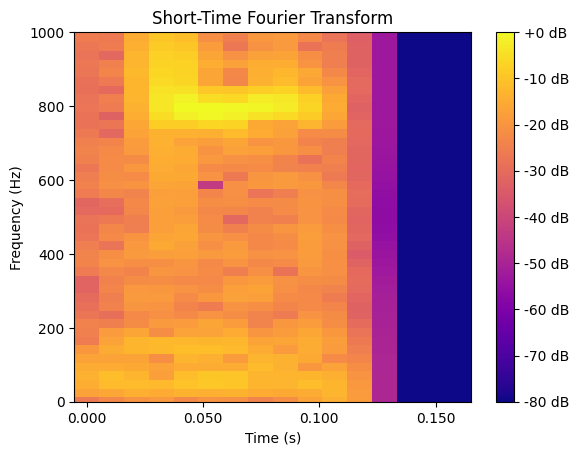 Short-Time Fourier Transform
1000
800
600
400
200
0
Frequency (Hz)
0.000
0.050
0.100
0.150
Time (s)
+0 dB
-10 dB
-20 dB
-30 dB
-40 dB
-50 dB
-60 dB
-70 dB
-80 dB